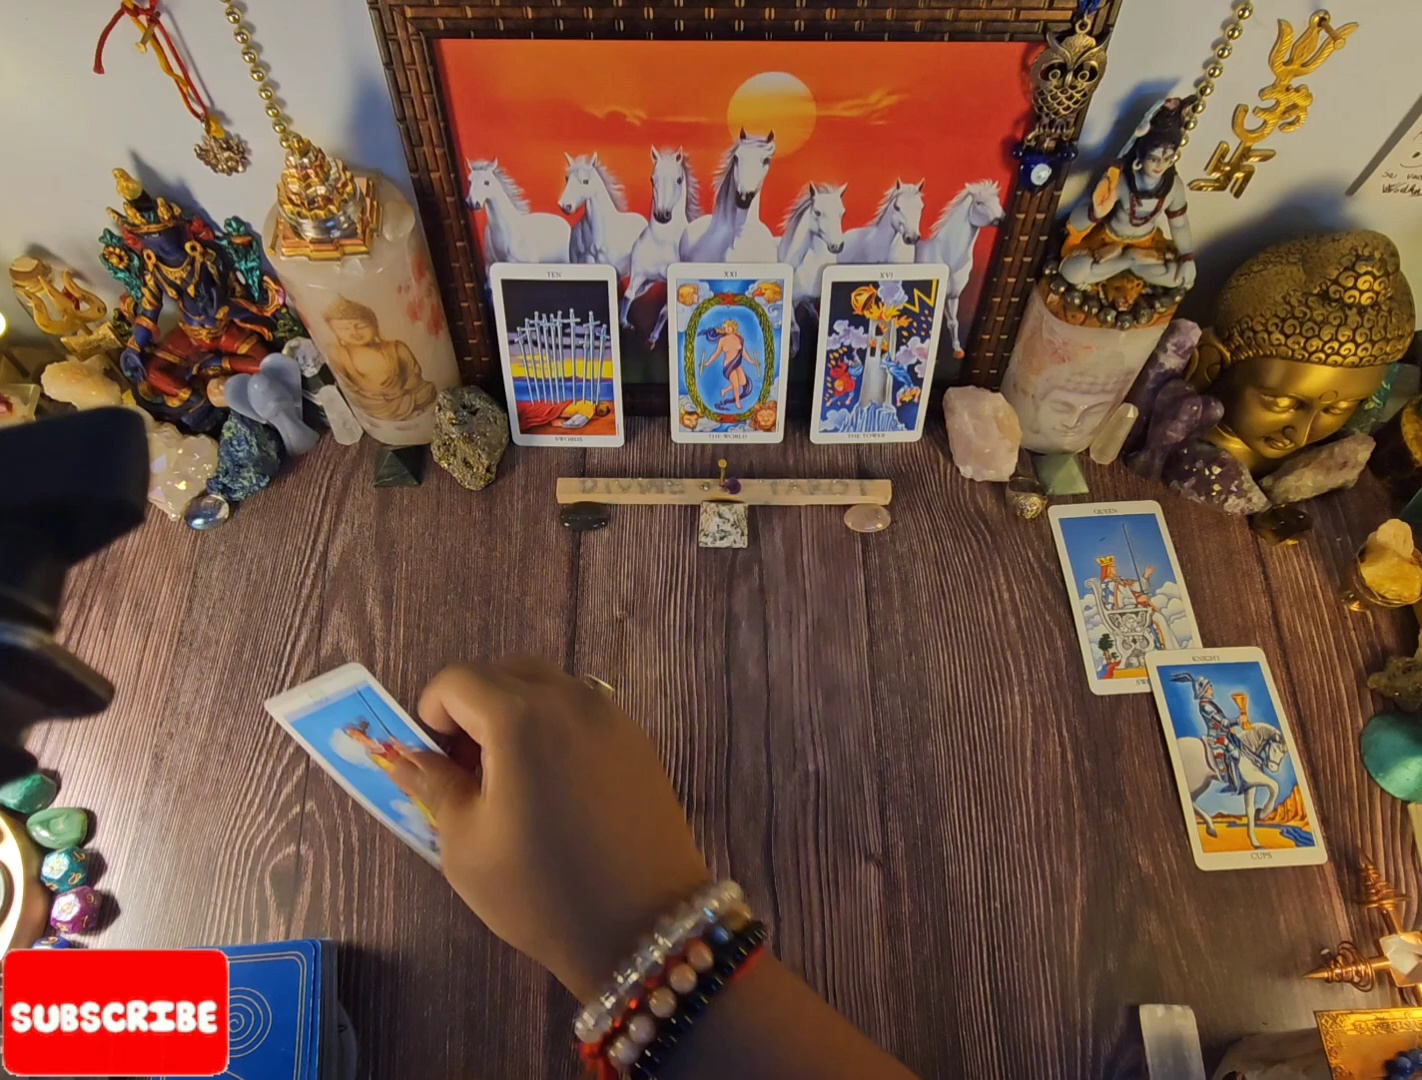 TEN
SWORDS
XXI
THE WORLD
XVI
THE TOWER
DIVINE TAROT
QUEEN
KNIGHT
CUPS
SUBSCRIBE